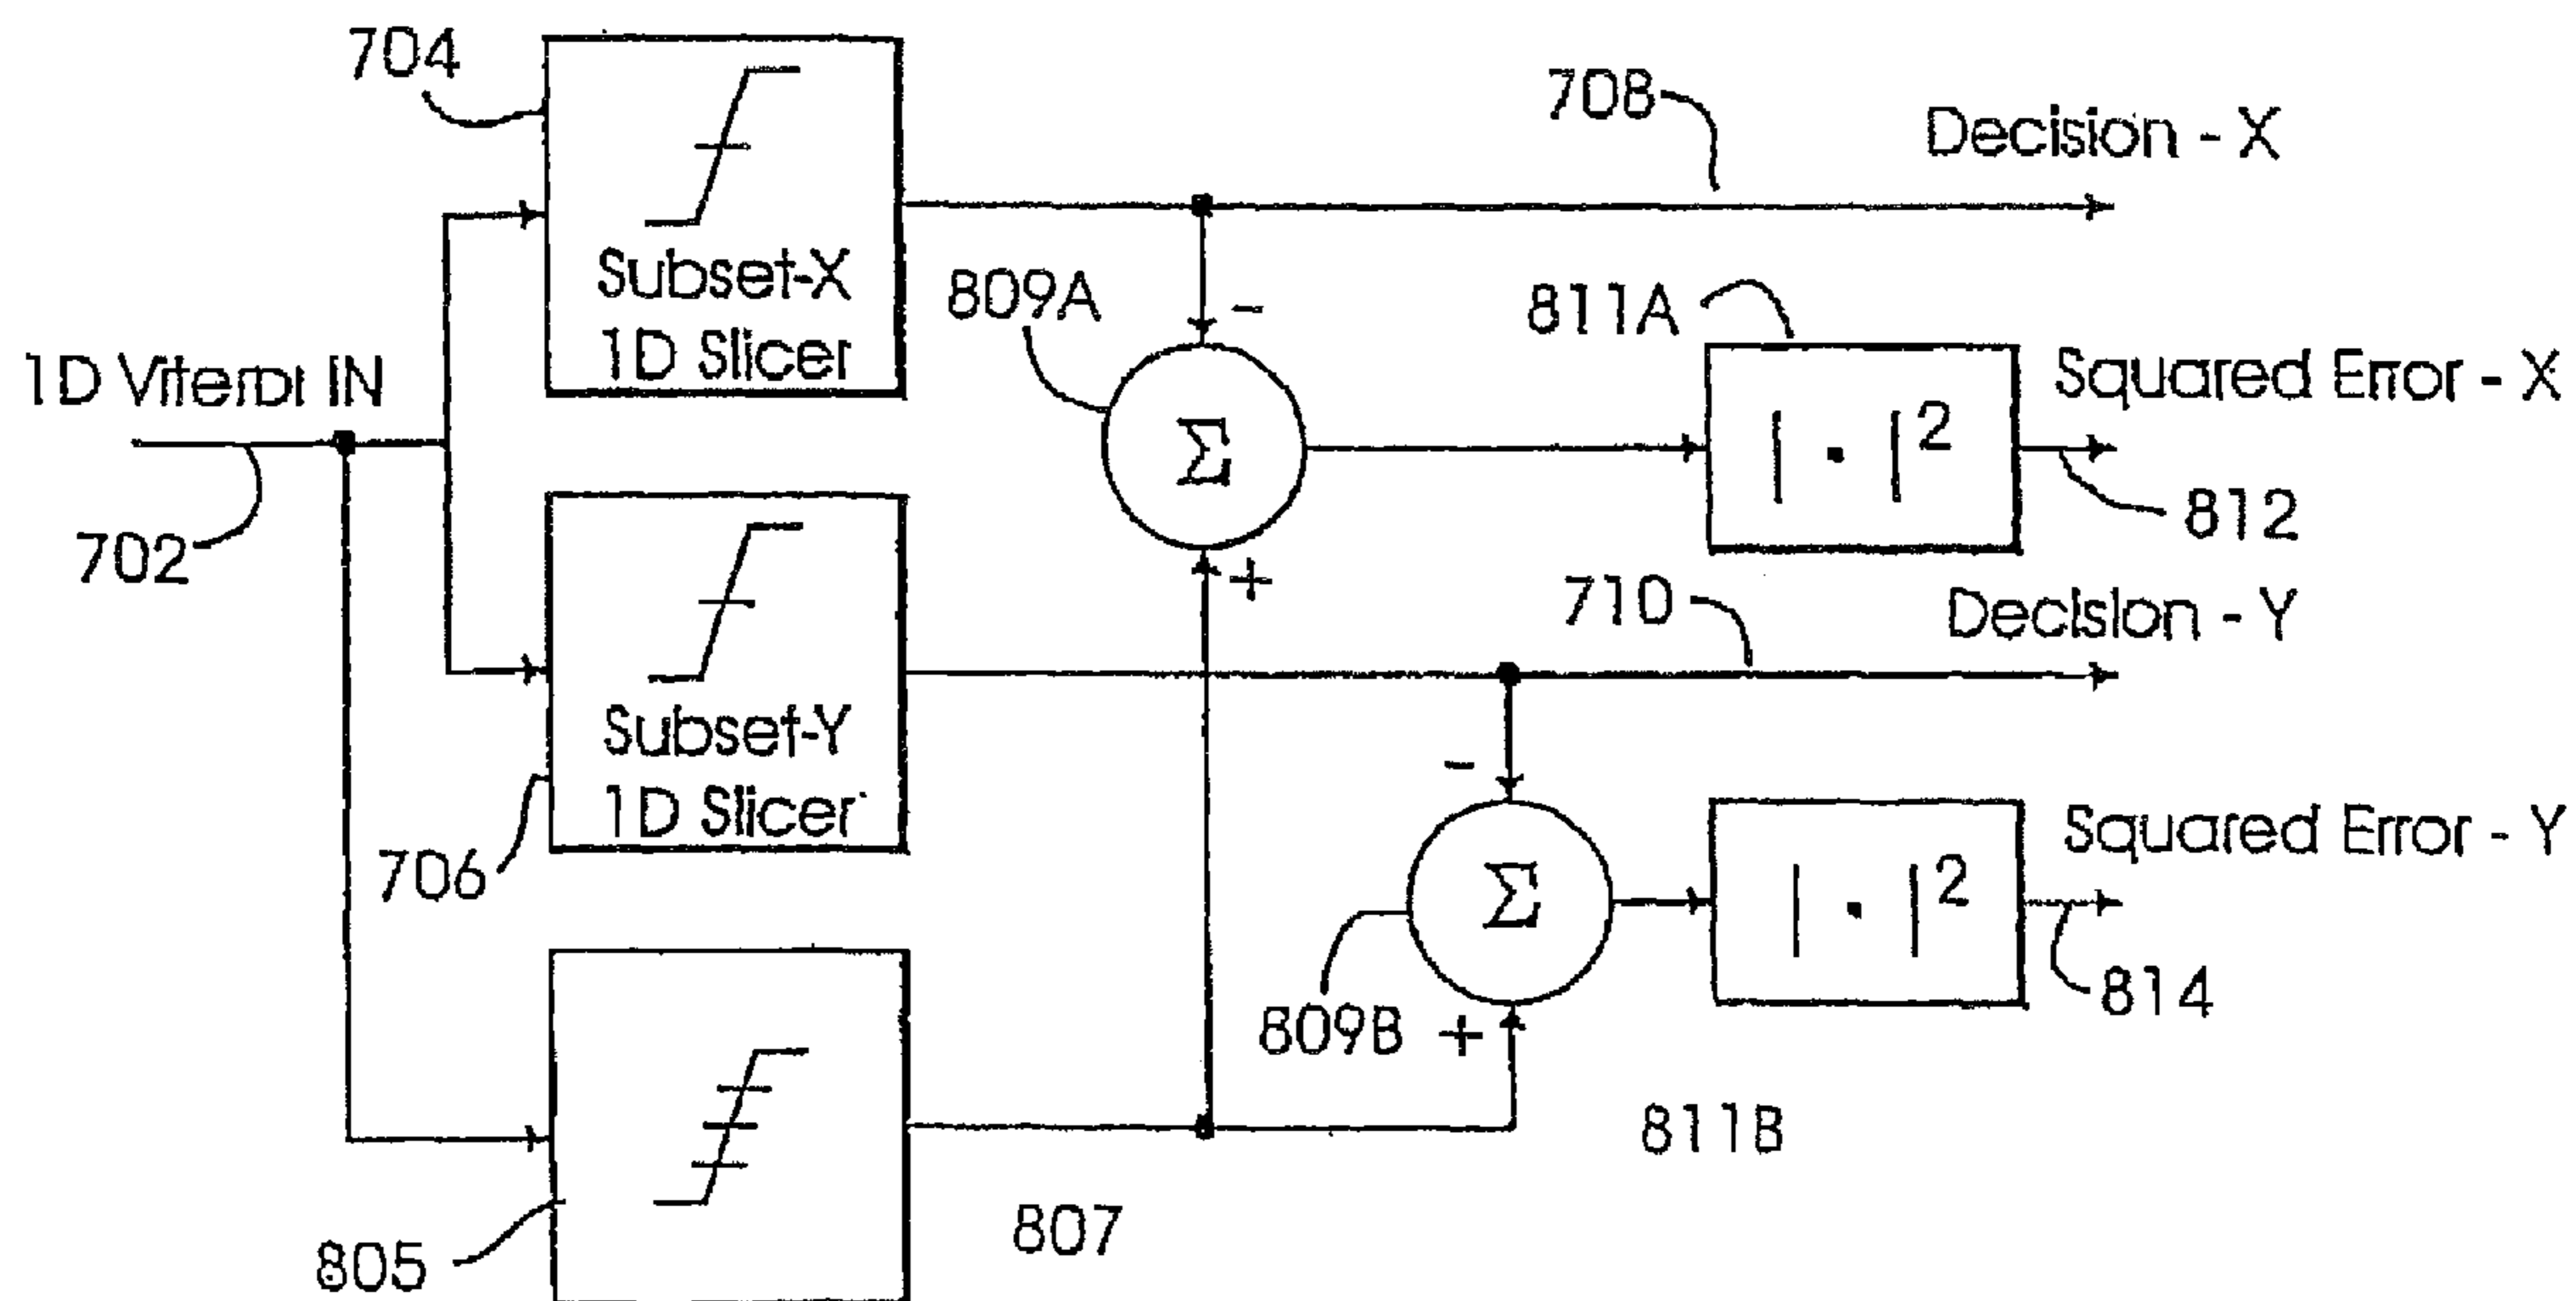 704
708
Decision - X
Subset-X
1D Slicer
809A
-
811A
1D Viterbi IN
Σ
| · |²
Squared Error - X
702
812
+
710
Decision - Y
Subset-Y
1D Slicer
-
706
Σ
| · |²
Squared Error - Y
809B
+
814
811B
807
805